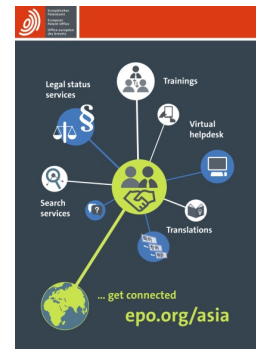 Europäisches
Patentamt
European
Patent Office
Office européen
des brevets
Trainings
Legal status
services
§
Virtual
helpdesk
Search
services
?
Translations
... get connected
epo.org/asia